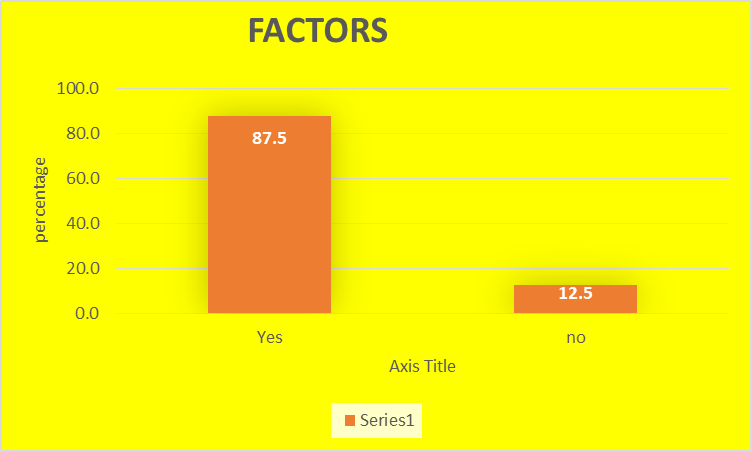 FACTORS
100.0
80.0
60.0
40.0
20.0
0.0
percentage
87.5
12.5
Yes no
Axis Title
Series1